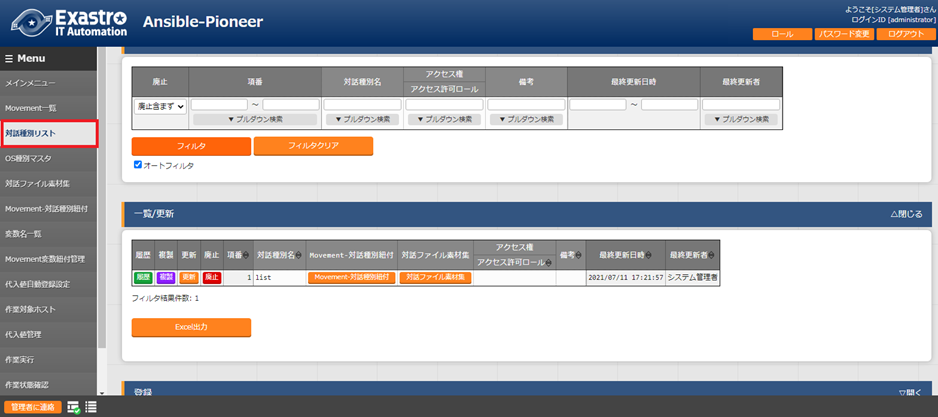 Exastro
IT Automation
Ansible-Pioneer
ようこそ[システム管理者]さん
ログインID [administrator]
ロール
パスワード変更
ログアウト
☰ Menu
メインメニュー
Movement一覧
対話種別リスト
OS種別マスタ
対話ファイル素材集
Movement-対話種別紐付
変数名一覧
Movement変数紐付管理
代入値自動登録設定
作業対象ホスト
代入値管理
作業実行
作業状態確認
管理者に連絡
廃止 項番 対話種別名 アクセス権 備考 最終更新日時 最終更新者
アクセス許可ロール
廃止含まず ～ ～
▼ プルダウン検索 ▼ プルダウン検索 ▼ プルダウン検索 ▼ プルダウン検索 ▼ プルダウン検索
フィルタ フィルタクリア
オートフィルタ
一覧/更新 △閉じる
履歴 複製 更新 廃止 項番 対話種別名 Movement-対話種別紐付 対話ファイル素材集 アクセス権 備考 最終更新日時 最終更新者
アクセス許可ロール
履歴 複製 更新 廃止 1 list Movement-対話種別紐付 対話ファイル素材集 2021/07/11 17:21:57 システム管理者
フィルタ結果件数: 1
Excel出力
登録 ▽開く